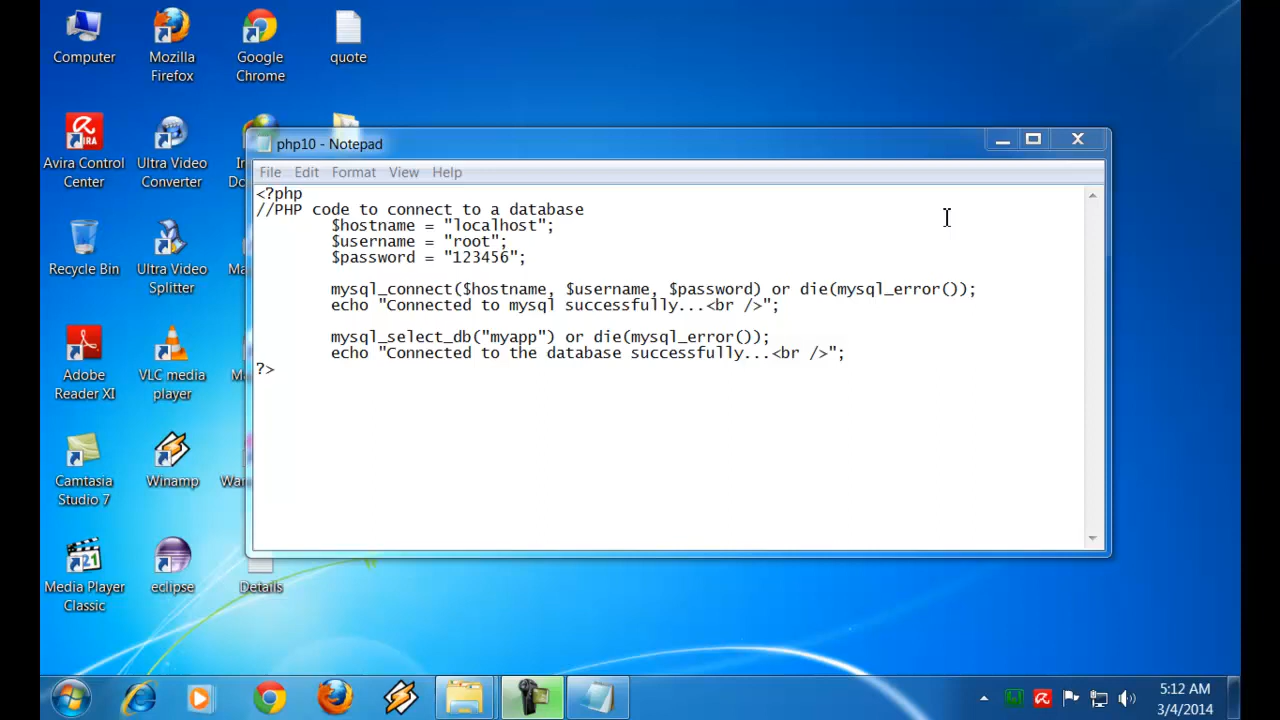 Computer
Mozilla
Firefox
Google
Chrome
quote
Avira Control
Center
Ultra Video
Converter
Recycle Bin
Ultra Video
Splitter
Adobe
Reader XI
VLC media
player
Camtasia
Studio 7
Winamp
Media Player
Classic
eclipse
Details
php10 - Notepad
File Edit Format View Help
<?php
//PHP code to connect to a database
$hostname = "localhost";
$username = "root";
$password = "123456";
mysql_connect($hostname, $username, $password) or die(mysql_error());
echo "Connected to mysql successfully...<br />";
mysql_select_db("myapp") or die(mysql_error());
echo "Connected to the database successfully...<br />";
?>
5:12 AM
3/4/2014